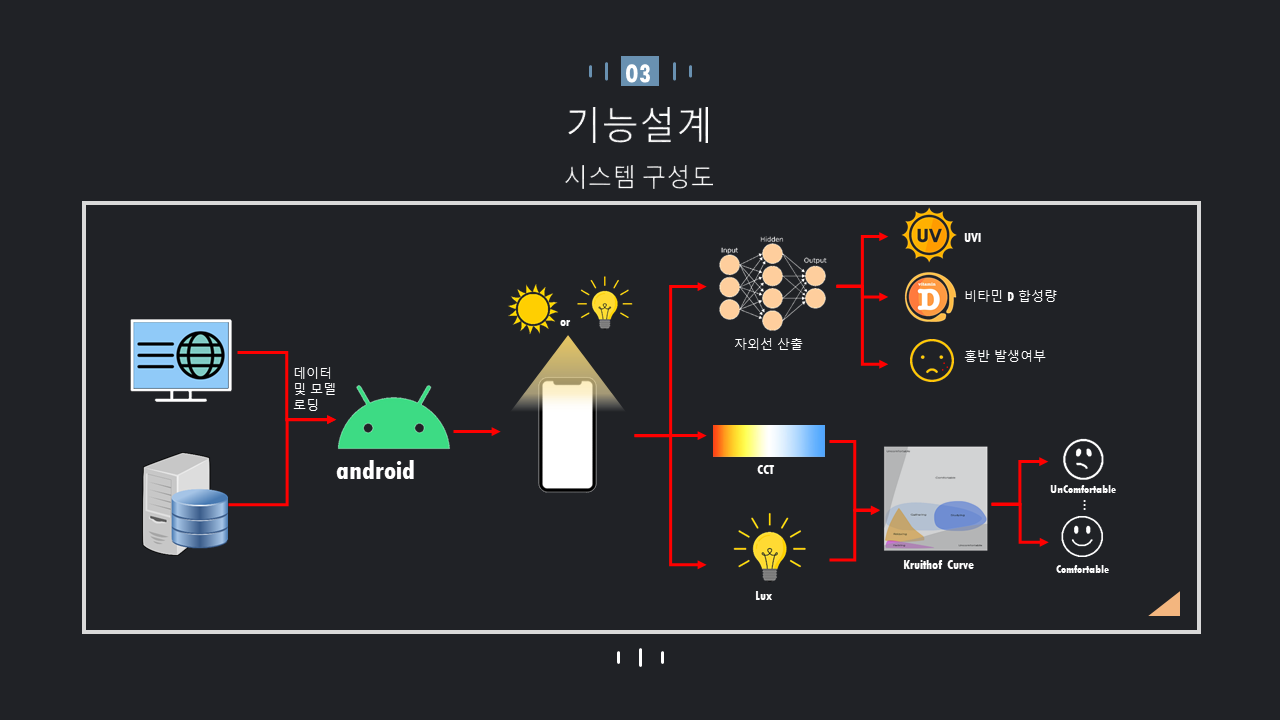 03
기능설계
시스템 구성도
데이터
및 모델
로딩
android
or
Input
Hidden
Output
자외선 산출
UV
UVI
D
비타민 D 합성량
홍반 발생여부
CCT
Lux
Kruithof Curve
UnComfortable
Comfortable